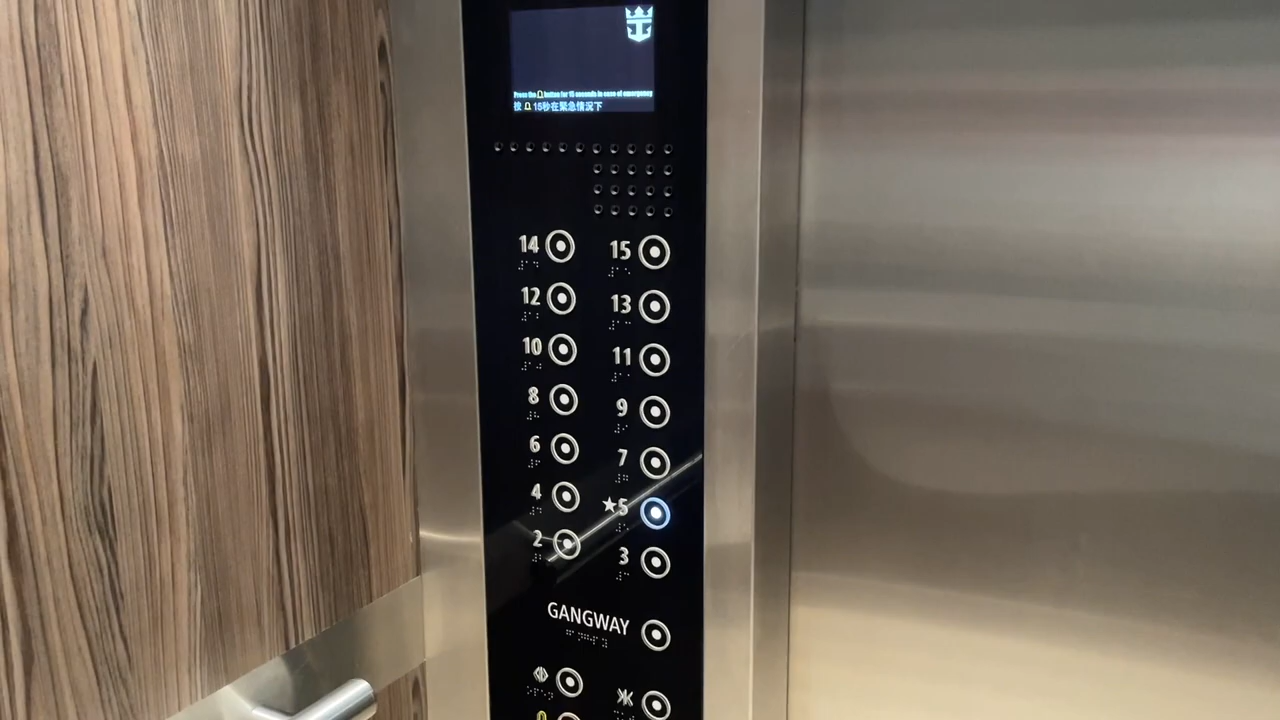 Press the button for 15 seconds in case of emergency
按 15秒在緊急情況下
14 15
12 13
10 11
8 9
6 7
4 ★5
2 3
GANGWAY